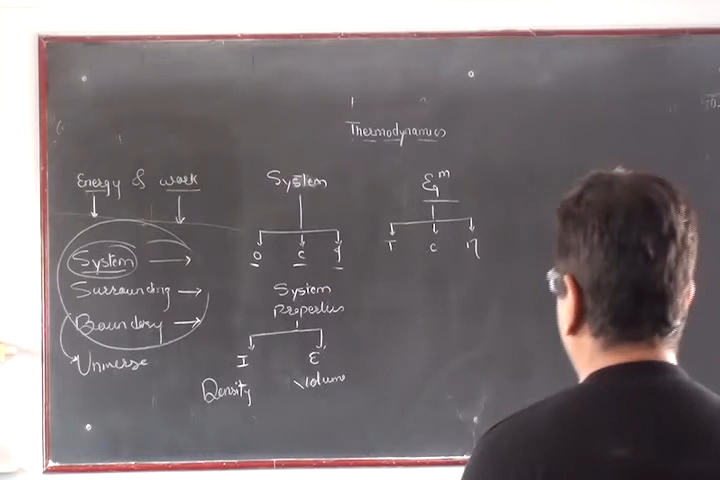 Thermodynamics
Energy & work
System
Surrounding
Boundary
Universe
System
O C I
System
Properties
I E
Density Volume
Eq^m
T C M